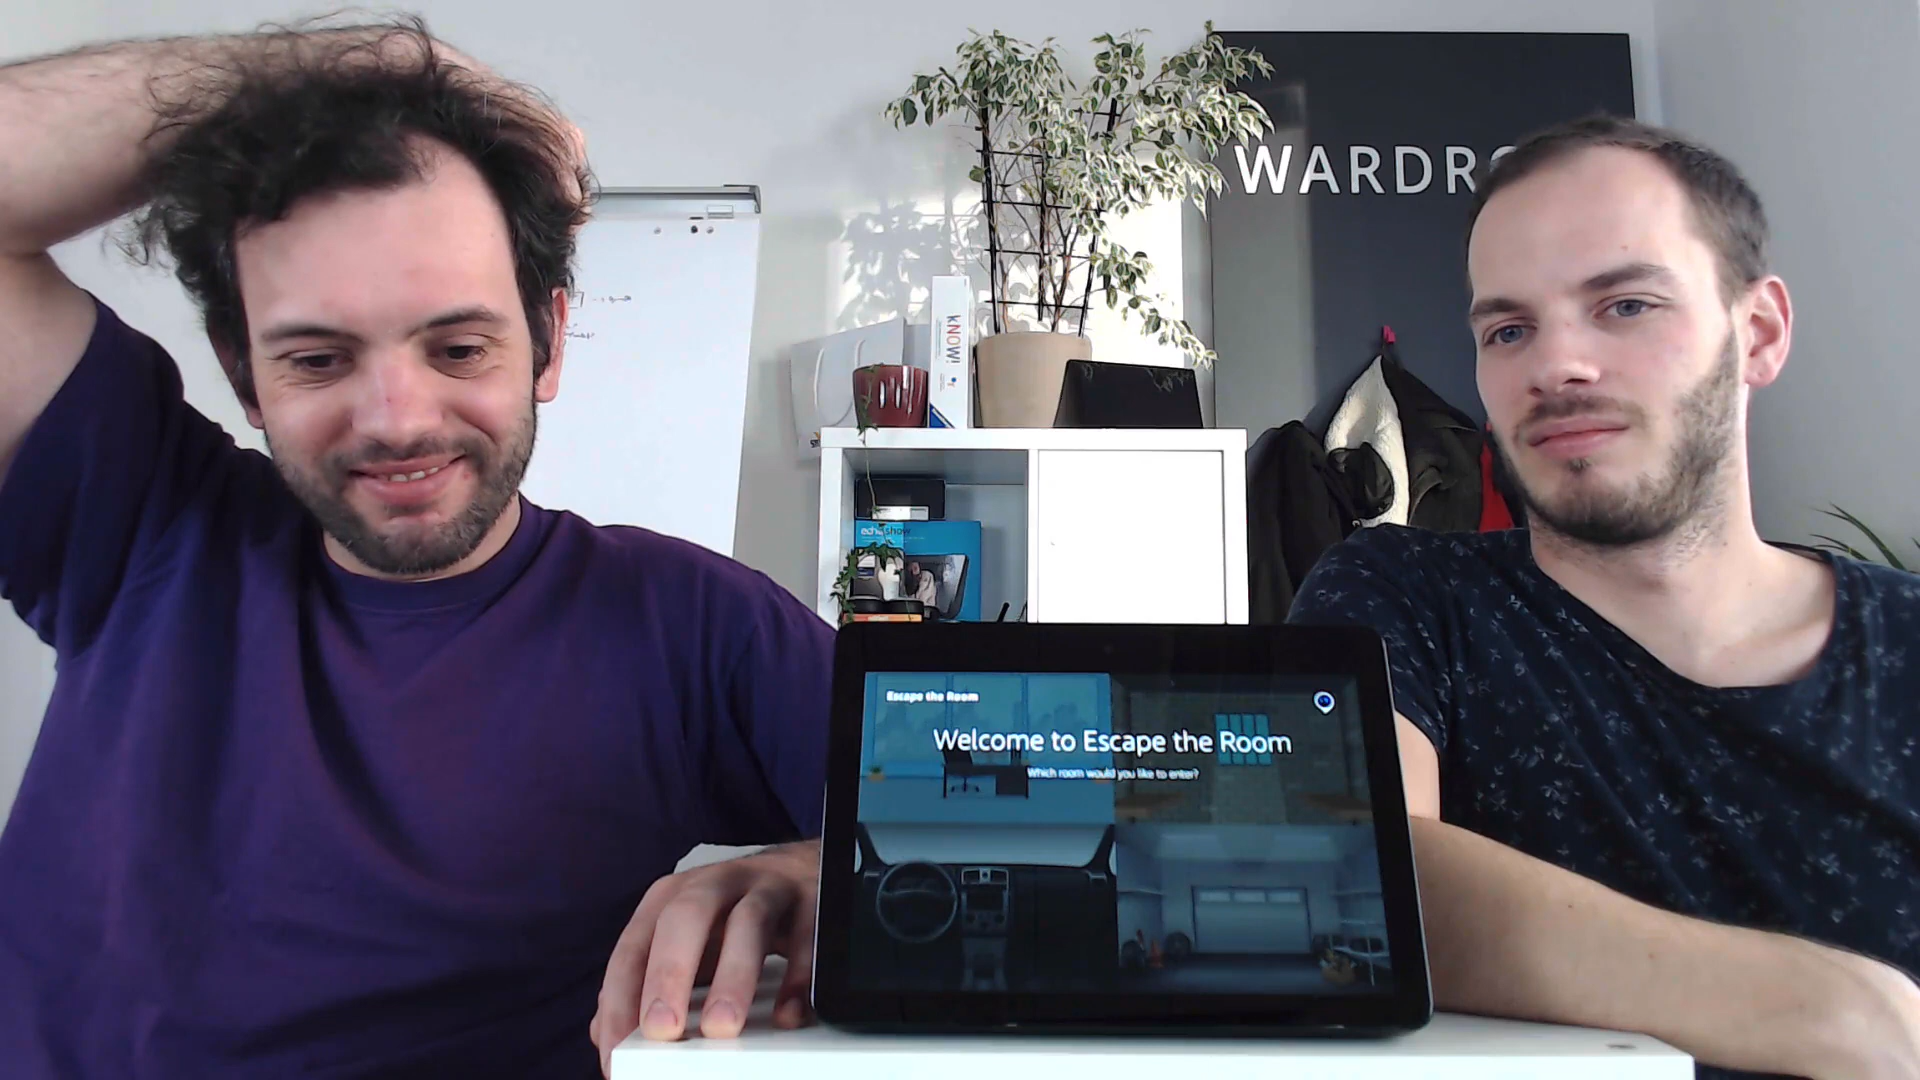 WARDR
KNOW!
echo show
Escape the Room
Welcome to Escape the Room
Which room would you like to enter?